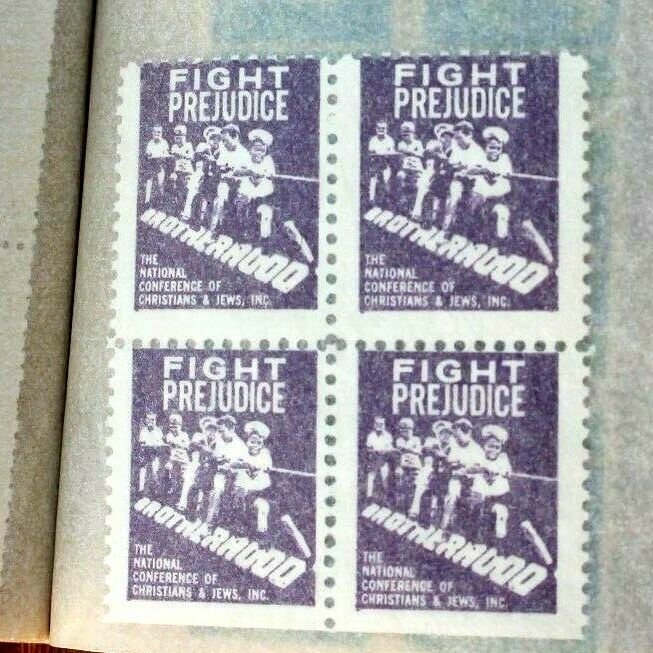 FIGHT
PREJUDICE
BROTHERHOOD!
THE
NATIONAL
CONFERENCE OF
CHRISTIANS & JEWS, INC.
FIGHT
PREJUDICE
BROTHERHOOD!
THE
NATIONAL
CONFERENCE OF
CHRISTIANS & JEWS, INC.
FIGHT
PREJUDICE
BROTHERHOOD!
THE
NATIONAL
CONFERENCE OF
CHRISTIANS & JEWS, INC.
FIGHT
PREJUDICE
BROTHERHOOD!
THE
NATIONAL
CONFERENCE OF
CHRISTIANS & JEWS, INC.